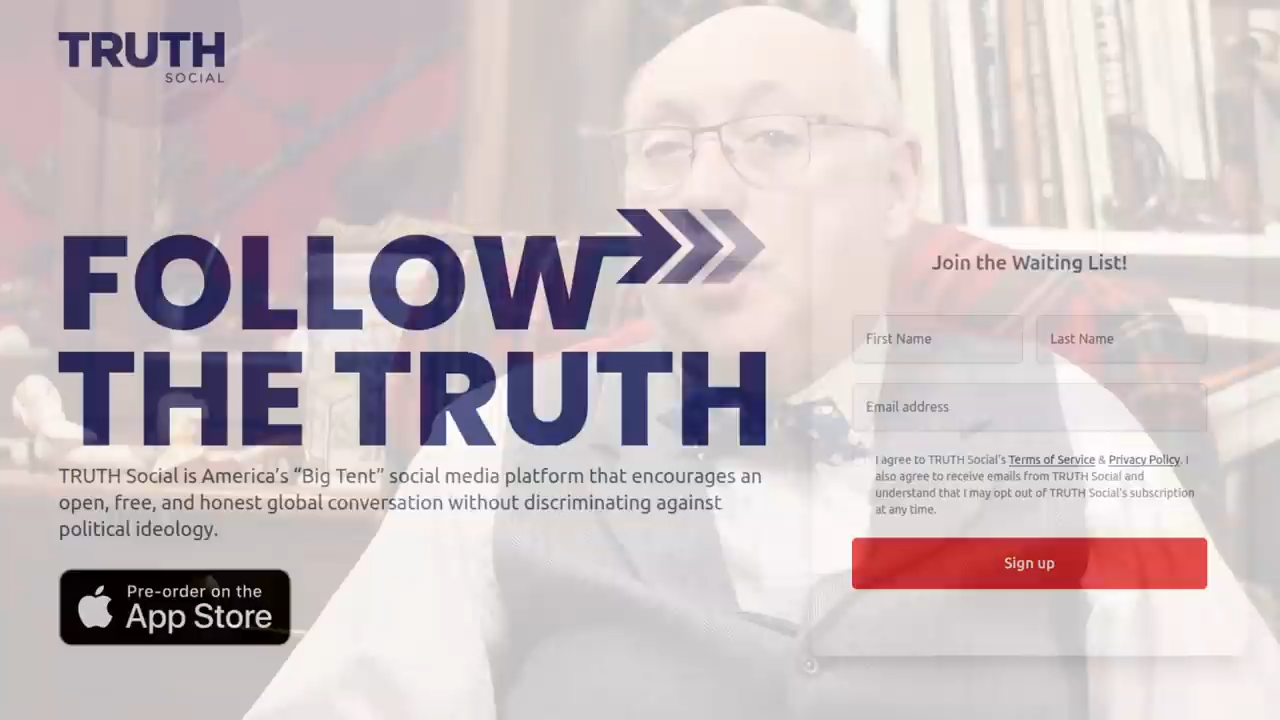 TRUTH
SOCIAL
FOLLOW
THE TRUTH
TRUTH Social is America’s “Big Tent” social media platform that encourages an
open, free, and honest global conversation without discriminating against
political ideology.
Pre-order on the
App Store
Join the Waiting List!
First Name
Last Name
Email address
I agree to TRUTH Social's Terms of Service & Privacy Policy. I
also agree to receive emails from TRUTH Social and
understand that I may opt out of TRUTH Social's subscription
at any time.
Sign up